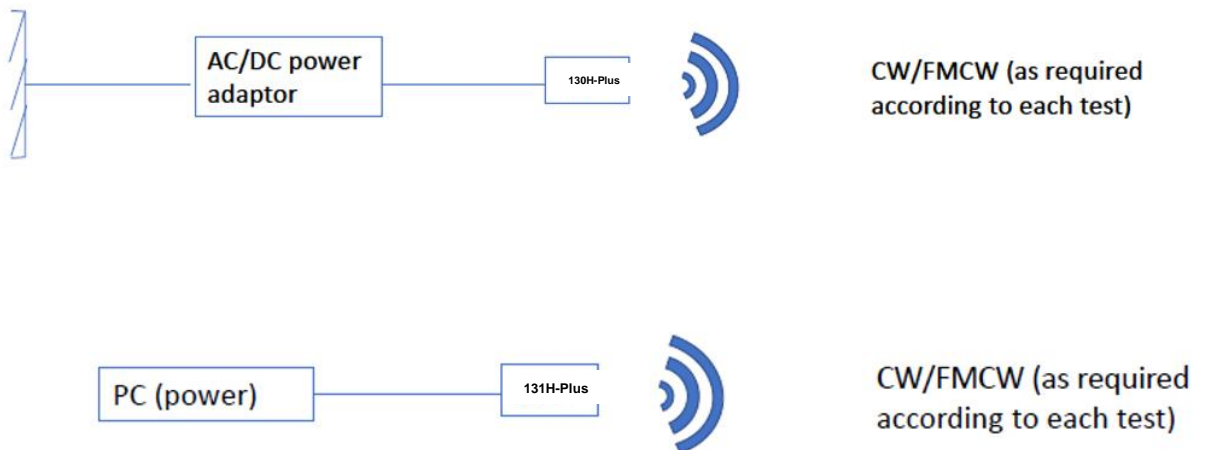 AC/DC power
adaptor
130H-Plus
CW/FMCW (as required
according to each test)
PC (power)
131H-Plus
CW/FMCW (as required
according to each test)